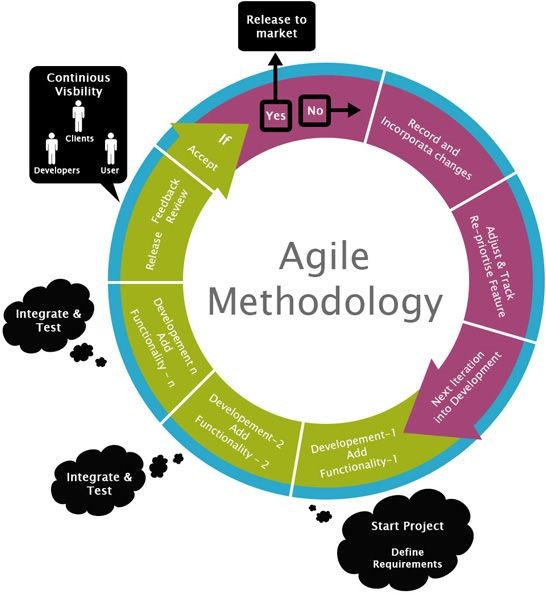 Release to
market
Continious
Visbility
Clients
Developers
User
If
Accept
Yes
No
Record and
Incorporata changes
Adjust & Track
Re-priortise Feature
Next Iteration
into Development
Developement-1
Add
Functionality-1
Developement-2
Add
Functionality - 2
Developement n
Add
Functionality - n
Release Feedback
Review
Agile
Methodology
Integrate &
Test
Integrate &
Test
Start Project
Define
Requirements